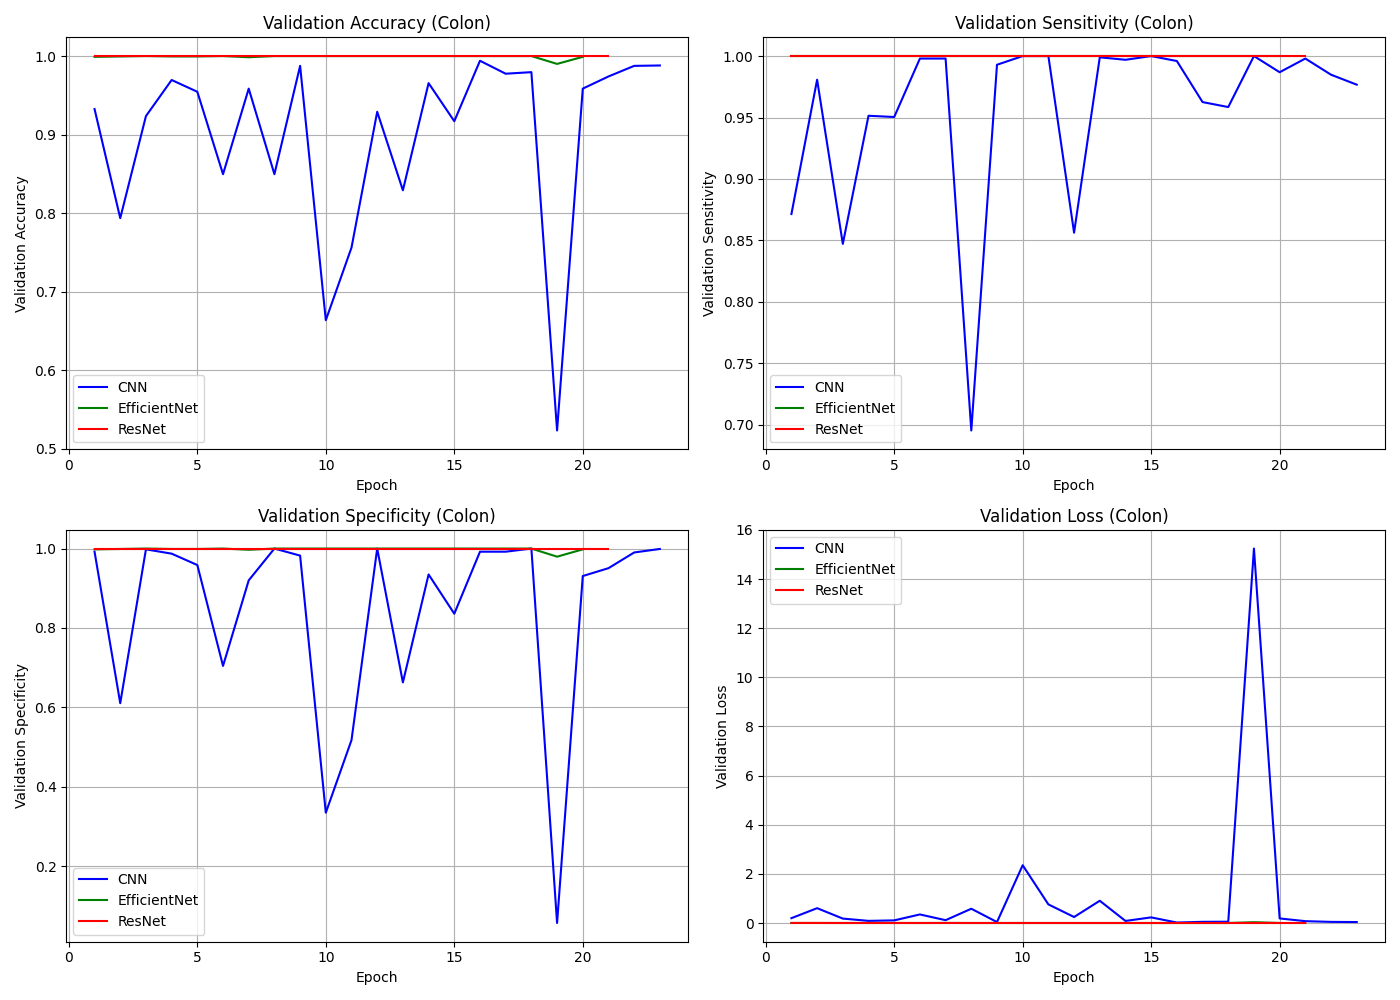 Validation Accuracy (Colon)
1.0
0.9
0.8
0.7
0.6
0.5
Validation Accuracy
CNN
EfficientNet
ResNet
0 5 10 15 20
Epoch
Validation Sensitivity (Colon)
1.00
0.95
0.90
0.85
0.80
0.75
0.70
Validation Sensitivity
CNN
EfficientNet
ResNet
0 5 10 15 20
Epoch
Validation Specificity (Colon)
1.0
0.8
0.6
0.4
0.2
Validation Specificity
CNN
EfficientNet
ResNet
0 5 10 15 20
Epoch
Validation Loss (Colon)
16
14
12
10
8
6
4
2
0
Validation Loss
CNN
EfficientNet
ResNet
0 5 10 15 20
Epoch